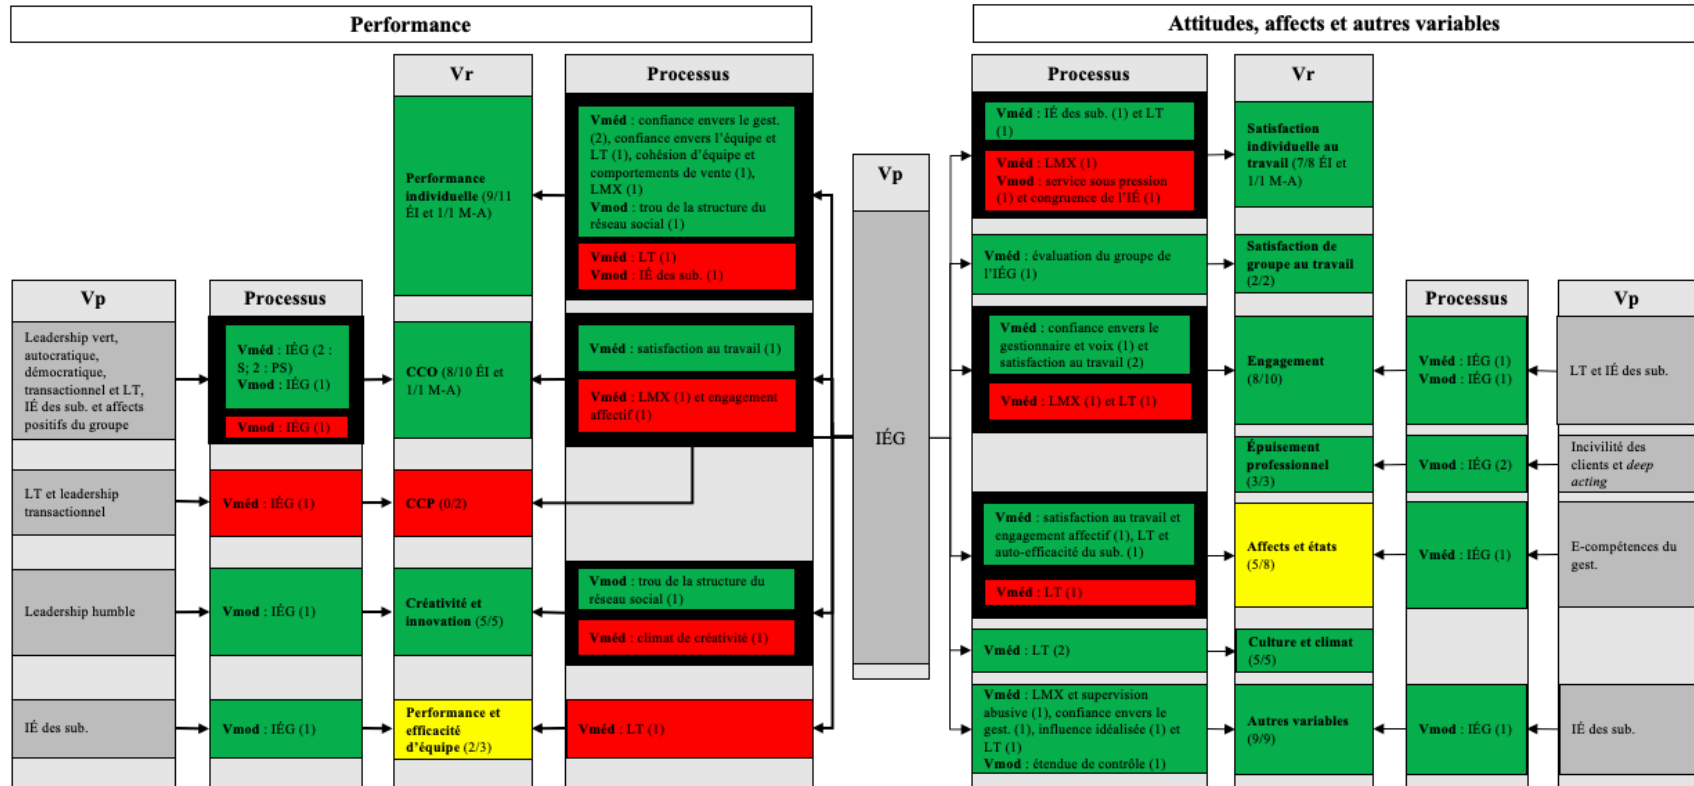 Performance
Attitudes, affects et autres variables
Vp
Leadership vert,
autocratique,
démocratique,
transactionnel et LT,
IÉ des sub. et affects
positifs du groupe
LT et leadership
transactionnel
Leadership humble
IÉ des sub.
Processus
Vméd : IÉG (2 :
S; 2 : PS)
Vmod : IÉG (1)
Vmod : IÉG (1)
Vméd : IÉG (1)
Vmod : IÉG (1)
Vmod : IÉG (1)
Vr
Performance
individuelle (9/11
ÉI et 1/1 M-A)
CCO (8/10 ÉI et
1/1 M-A)
CCP (0/2)
Créativité et
innovation (5/5)
Performance et
efficacité
d'équipe (2/3)
Processus
Vméd : confiance envers le gest.
(2), confiance envers l'équipe et
LT (1), cohésion d'équipe et
comportements de vente (1),
LMX (1)
Vmod : trou de la structure du
réseau social (1)
Vméd : LT (1)
Vmod : IÉ des sub. (1)
Vméd : satisfaction au travail (1)
Vméd : LMX (1) et engagement
affectif (1)
Vmod : trou de la structure du
réseau social (1)
Vméd : climat de créativité (1)
Vméd : LT (1)
Vp
IÉG
Processus
Vméd : IÉ des sub. (1) et LT
(1)
Vméd : LMX (1)
Vmod : service sous pression
(1) et congruence de l'IÉ (1)
Vméd : évaluation du groupe de
l'IÉG (1)
Vméd : confiance envers le
gestionnaire et voix (1) et
satisfaction au travail (2)
Vméd : LMX (1) et LT (1)
Vméd : satisfaction au travail et
engagement affectif (1), LT et
auto-efficacité du sub. (1)
Vméd : LT (1)
Vméd : LT (2)
Vméd : LMX et supervision
abusive (1), confiance envers le
gest. (1), influence idéalisée (1) et
LT (1)
Vmod : étendue de contrôle (1)
Vr
Satisfaction
individuelle au
travail (7/8 ÉI et
1/1 M-A)
Satisfaction de
groupe au travail
(2/2)
Engagement
(8/10)
Épuisement
professionnel
(3/3)
Affects et états
(5/8)
Culture et climat
(5/5)
Autres variables
(9/9)
Processus
Vméd : IÉG (1)
Vmod : IÉG (1)
Vmod : IÉG (2)
Vméd : IÉG (1)
Vmod : IÉG (1)
Vp
LT et IÉ des sub.
Incivilité des
clients et deep
acting
E-compétences du
gest.
IÉ des sub.